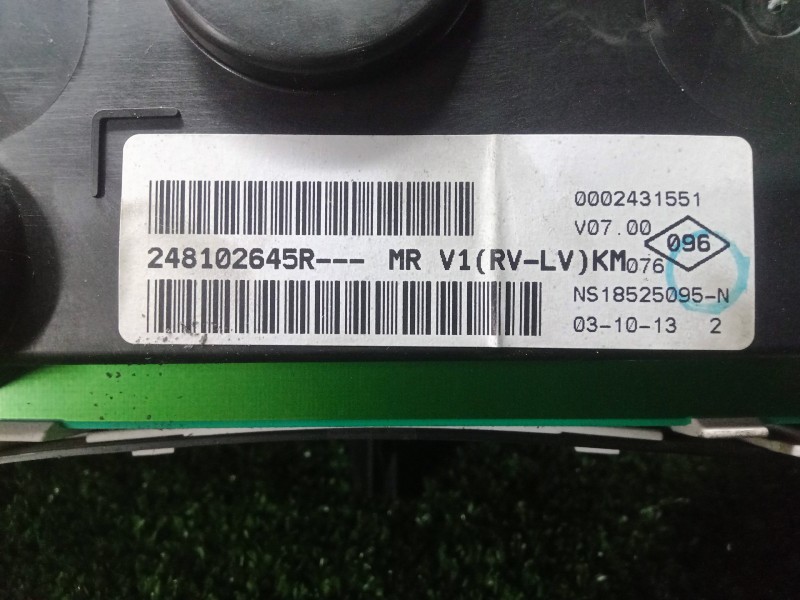 0002431551
V07.00
096
248102645R--- MR V1(RV-LV)KM
076
NS18525095-N
03-10-13 2